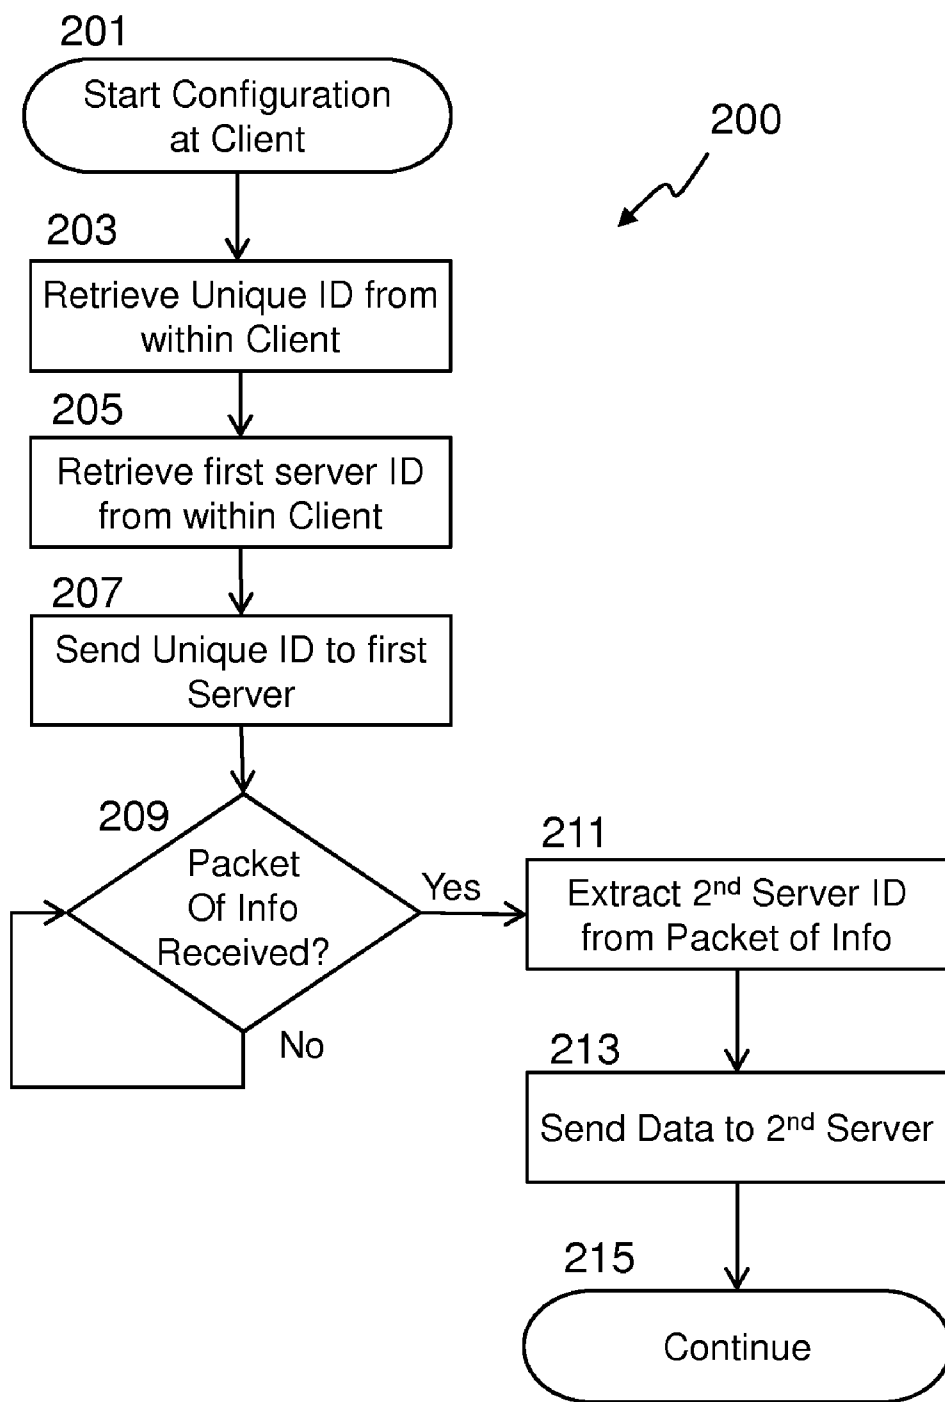 201
Start Configuration
at Client
200
203
Retrieve Unique ID from
within Client
205
Retrieve first server ID
from within Client
207
Send Unique ID to first
Server
209
Packet
Of Info
Received?
Yes
No
211
Extract 2nd Server ID
from Packet of Info
213
Send Data to 2nd Server
215
Continue